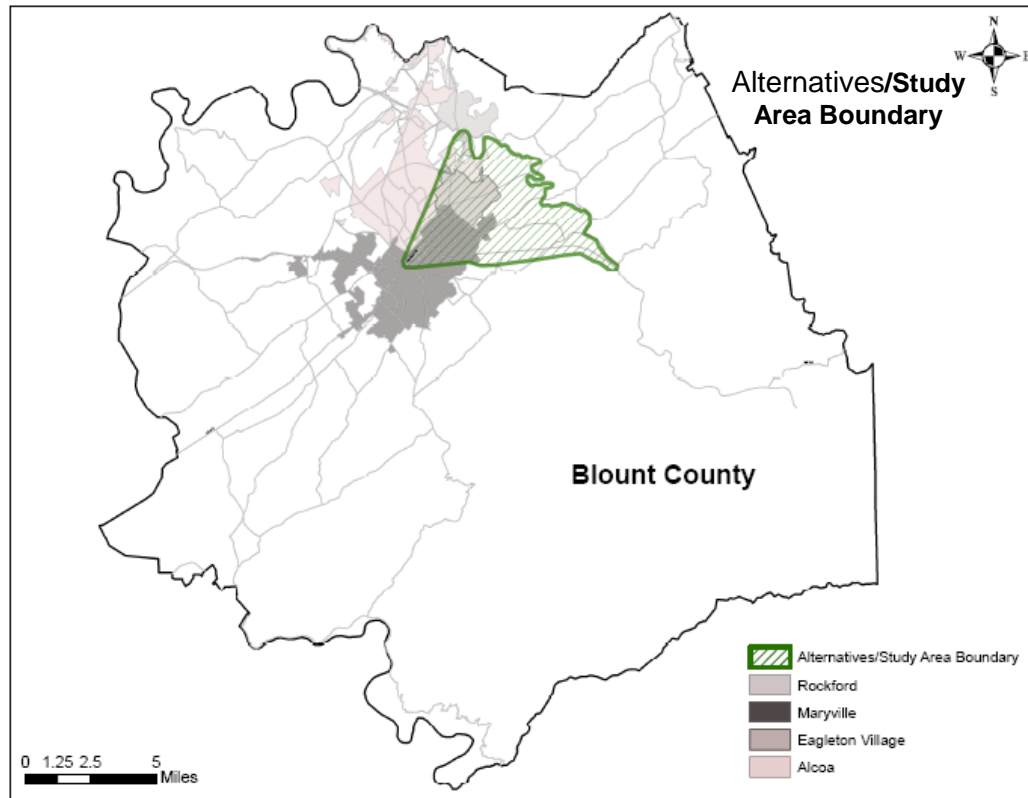 N
W E
S
Alternatives/Study
Area Boundary
Blount County
Alternatives/Study Area Boundary
Rockford
Maryville
Eagleton Village
Alcoa
0 1.25 2.5 5
Miles